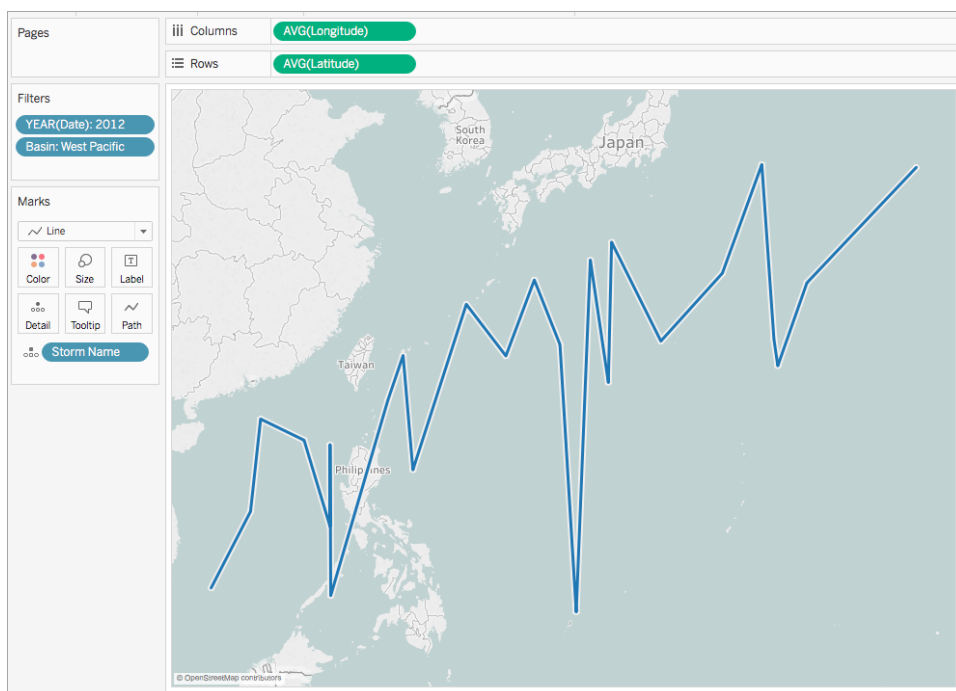 Pages
Columns
AVG(Longitude)
Rows
AVG(Latitude)
Filters
YEAR(Date): 2012
Basin: West Pacific
Marks
Line
Color
Size
Label
Detail
Tooltip
Path
Storm Name
South
Korea
Japan
Taiwan
Philippines
© OpenStreetMap contributors